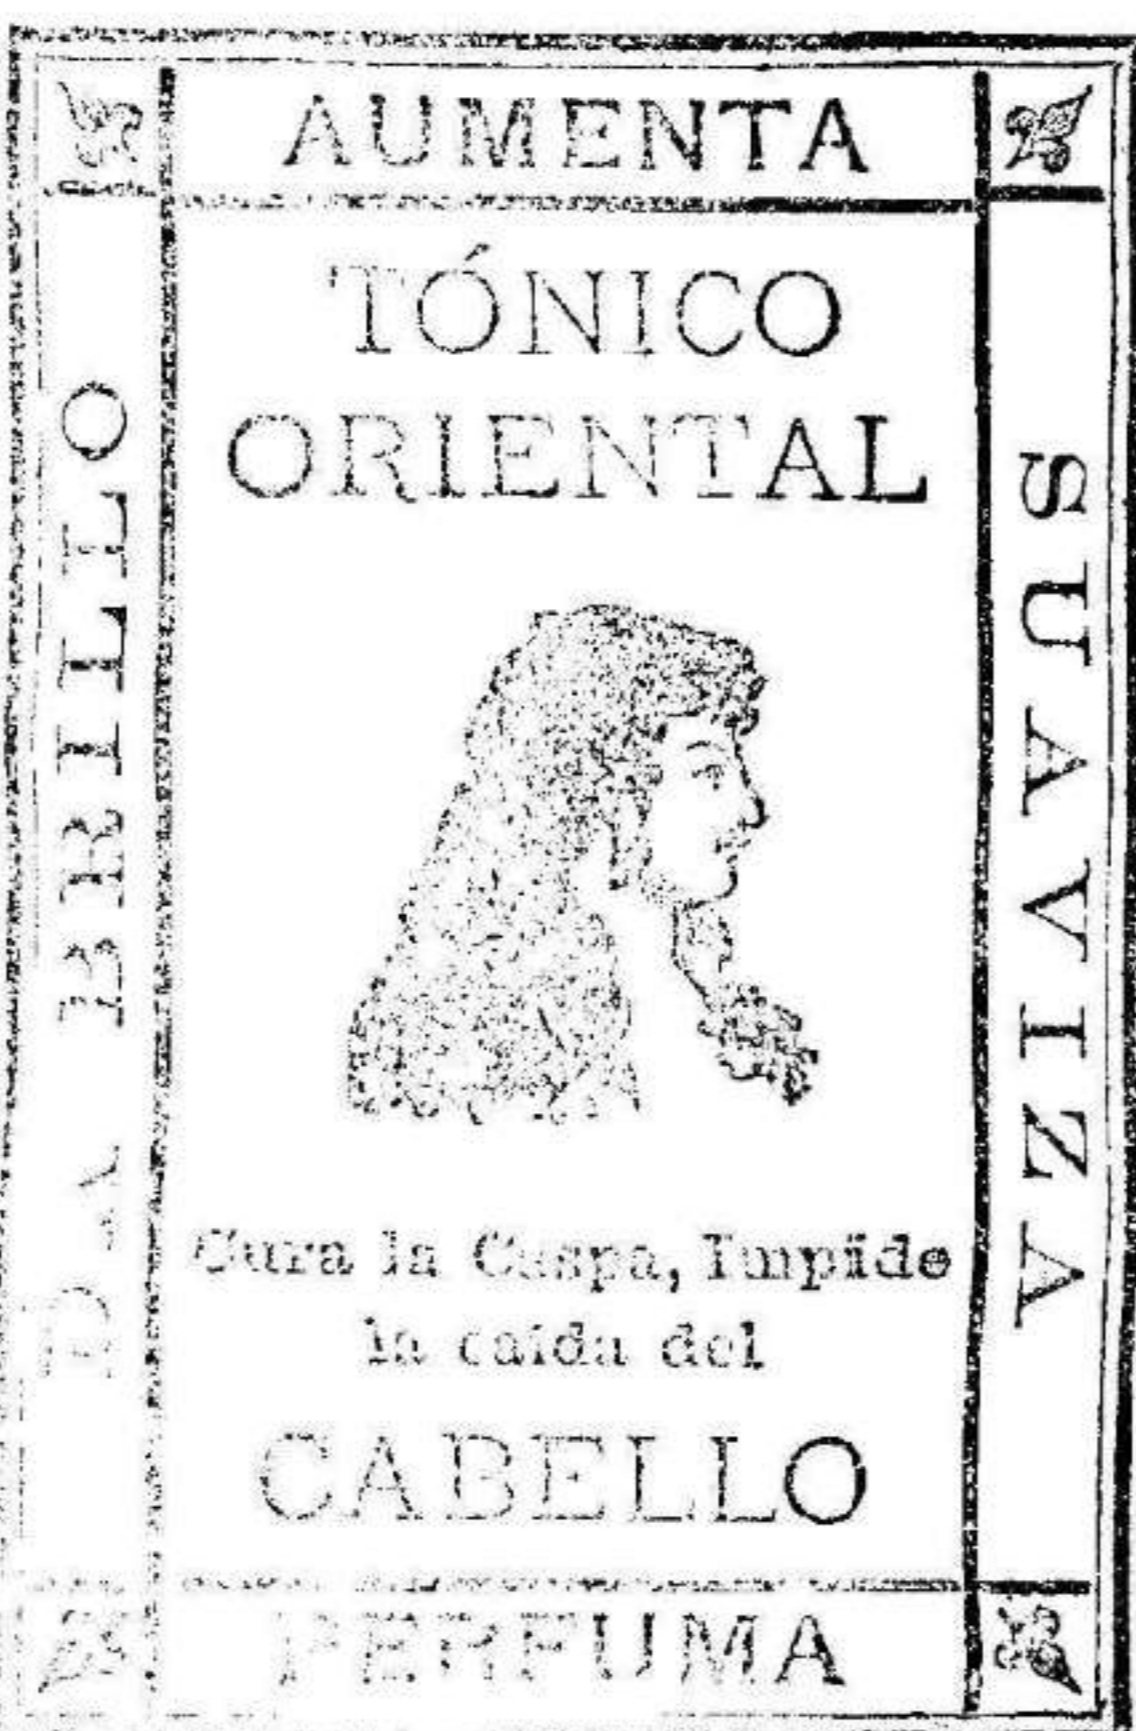 AUMENTA
TÓNICO
ORIENTAL
DA BRILLO
SUAVIZA
Cura la Caspa, Impide
la caída del
CABELLO
PERFUMA